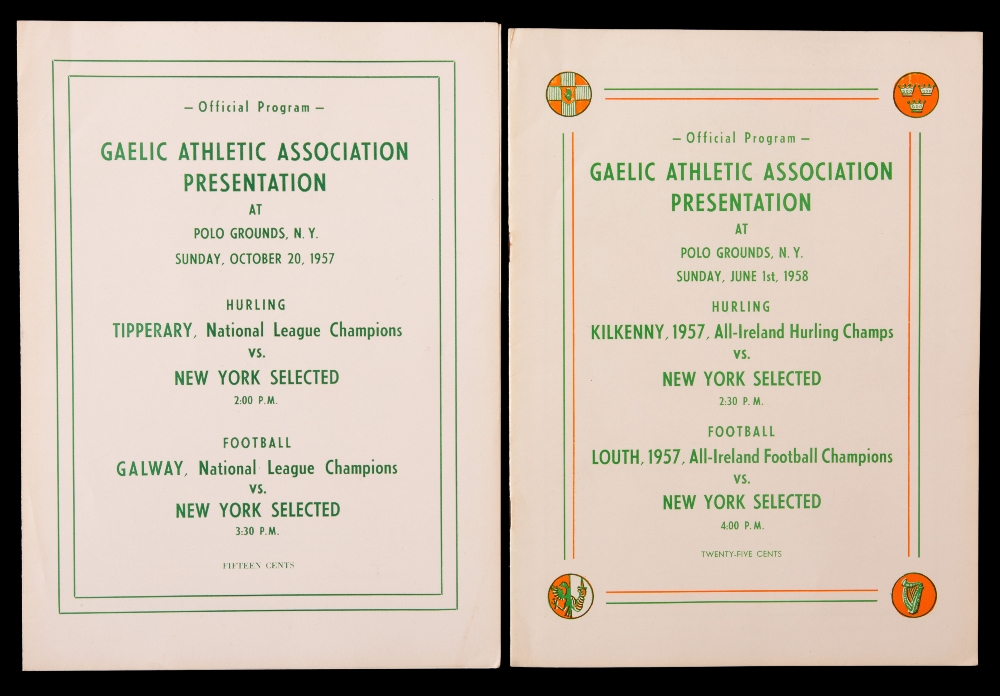 – Official Program –
GAELIC ATHLETIC ASSOCIATION
PRESENTATION
AT
POLO GROUNDS, N. Y.
SUNDAY, OCTOBER 20, 1957
HURLING
TIPPERARY, National League Champions
vs.
NEW YORK SELECTED
2:00 P.M.
FOOTBALL
GALWAY, National League Champions
vs.
NEW YORK SELECTED
3:30 P.M.
FIFTEEN CENTS
– Official Program –
GAELIC ATHLETIC ASSOCIATION
PRESENTATION
AT
POLO GROUNDS, N. Y.
SUNDAY, JUNE 1st, 1958
HURLING
KILKENNY, 1957, All-Ireland Hurling Champs
vs.
NEW YORK SELECTED
2:30 P.M.
FOOTBALL
LOUTH, 1957, All-Ireland Football Champions
vs.
NEW YORK SELECTED
4:00 P.M.
TWENTY-FIVE CENTS